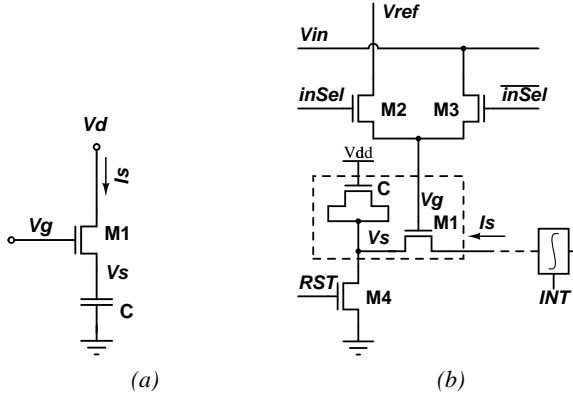 Vref
Vin
inSel
M2
M3
inSel
Vdd
C
Vg
M1
Is
Vs
RST
M4
INT
∫
Vd
Is
Vg
M1
Vs
C
(a)
(b)